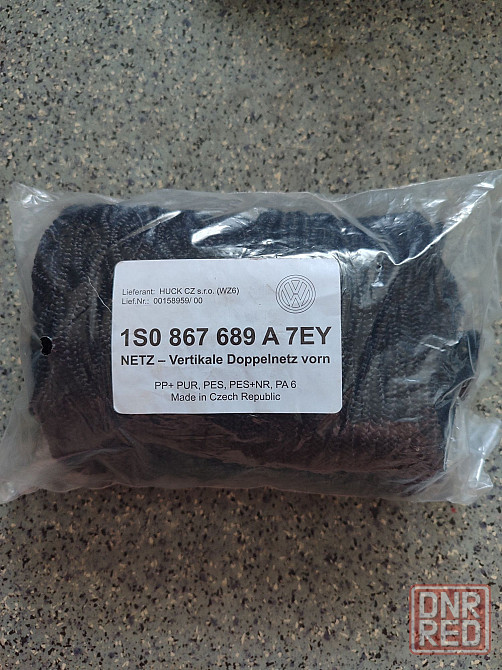 Lieferant: HUCK CZ s.r.o. (WZ6)
Lief.Nr.: 00158959/ 00
1S0 867 689 A 7EY
NETZ – Vertikale Doppelnetz vorn
PP+ PUR, PES, PES+NR, PA 6
Made in Czech Republic
DNR
RED